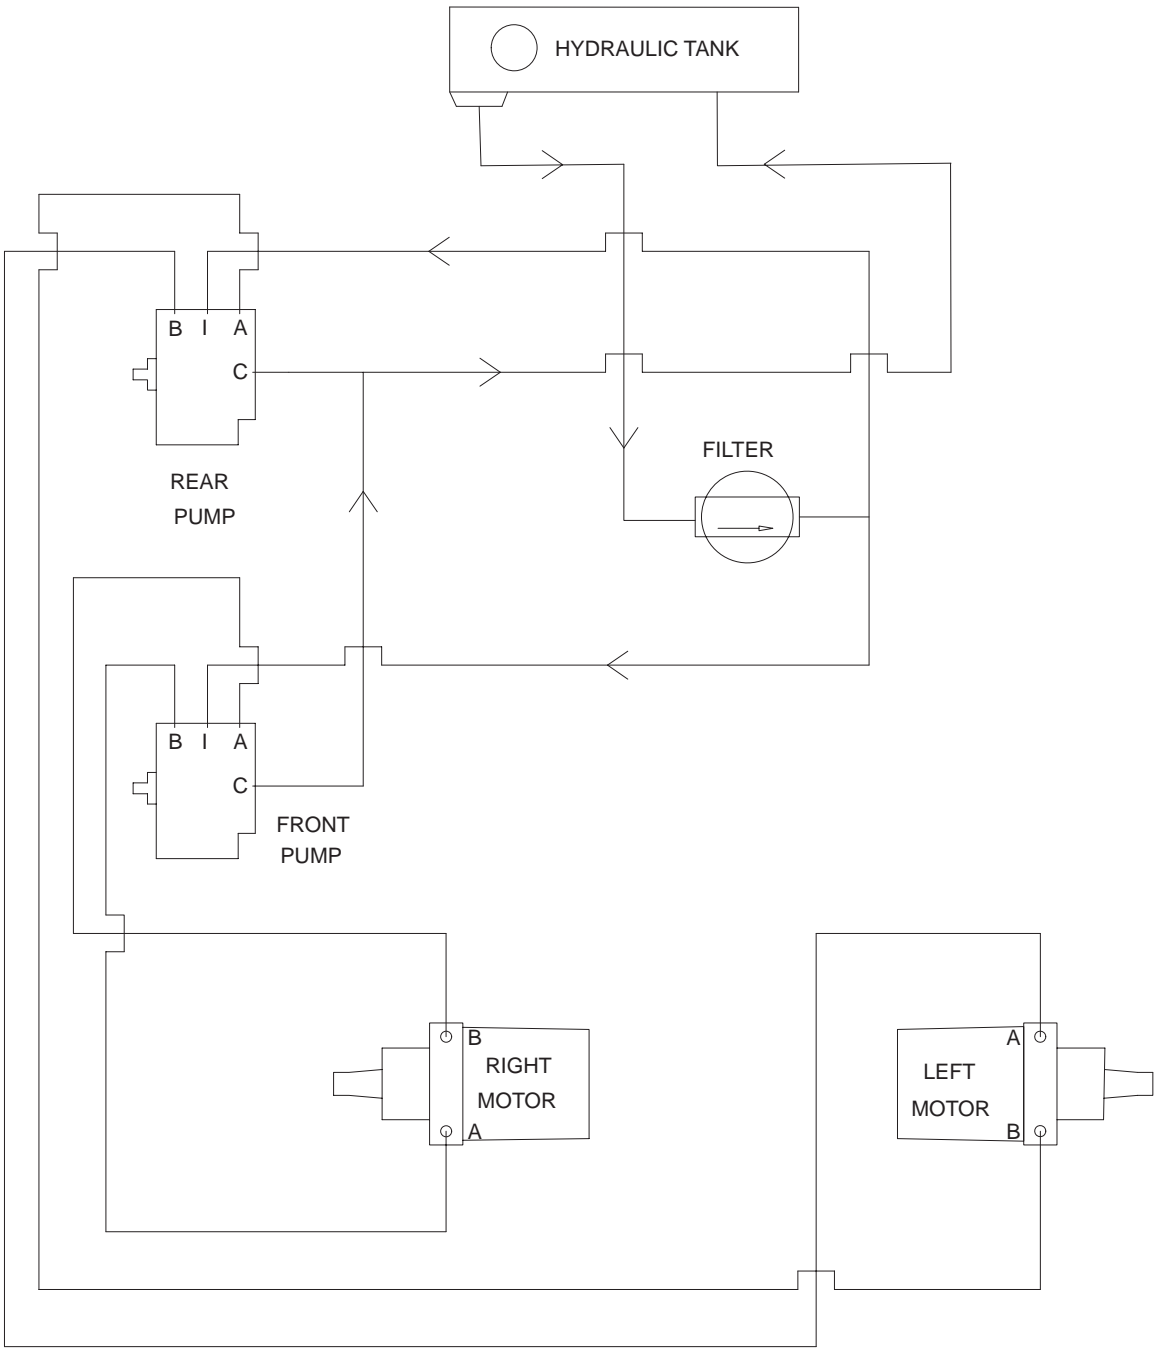 HYDRAULIC TANK
B I A
C
REAR
PUMP
FILTER
B I A
C
FRONT
PUMP
B
RIGHT
MOTOR
A
A
LEFT
MOTOR
B